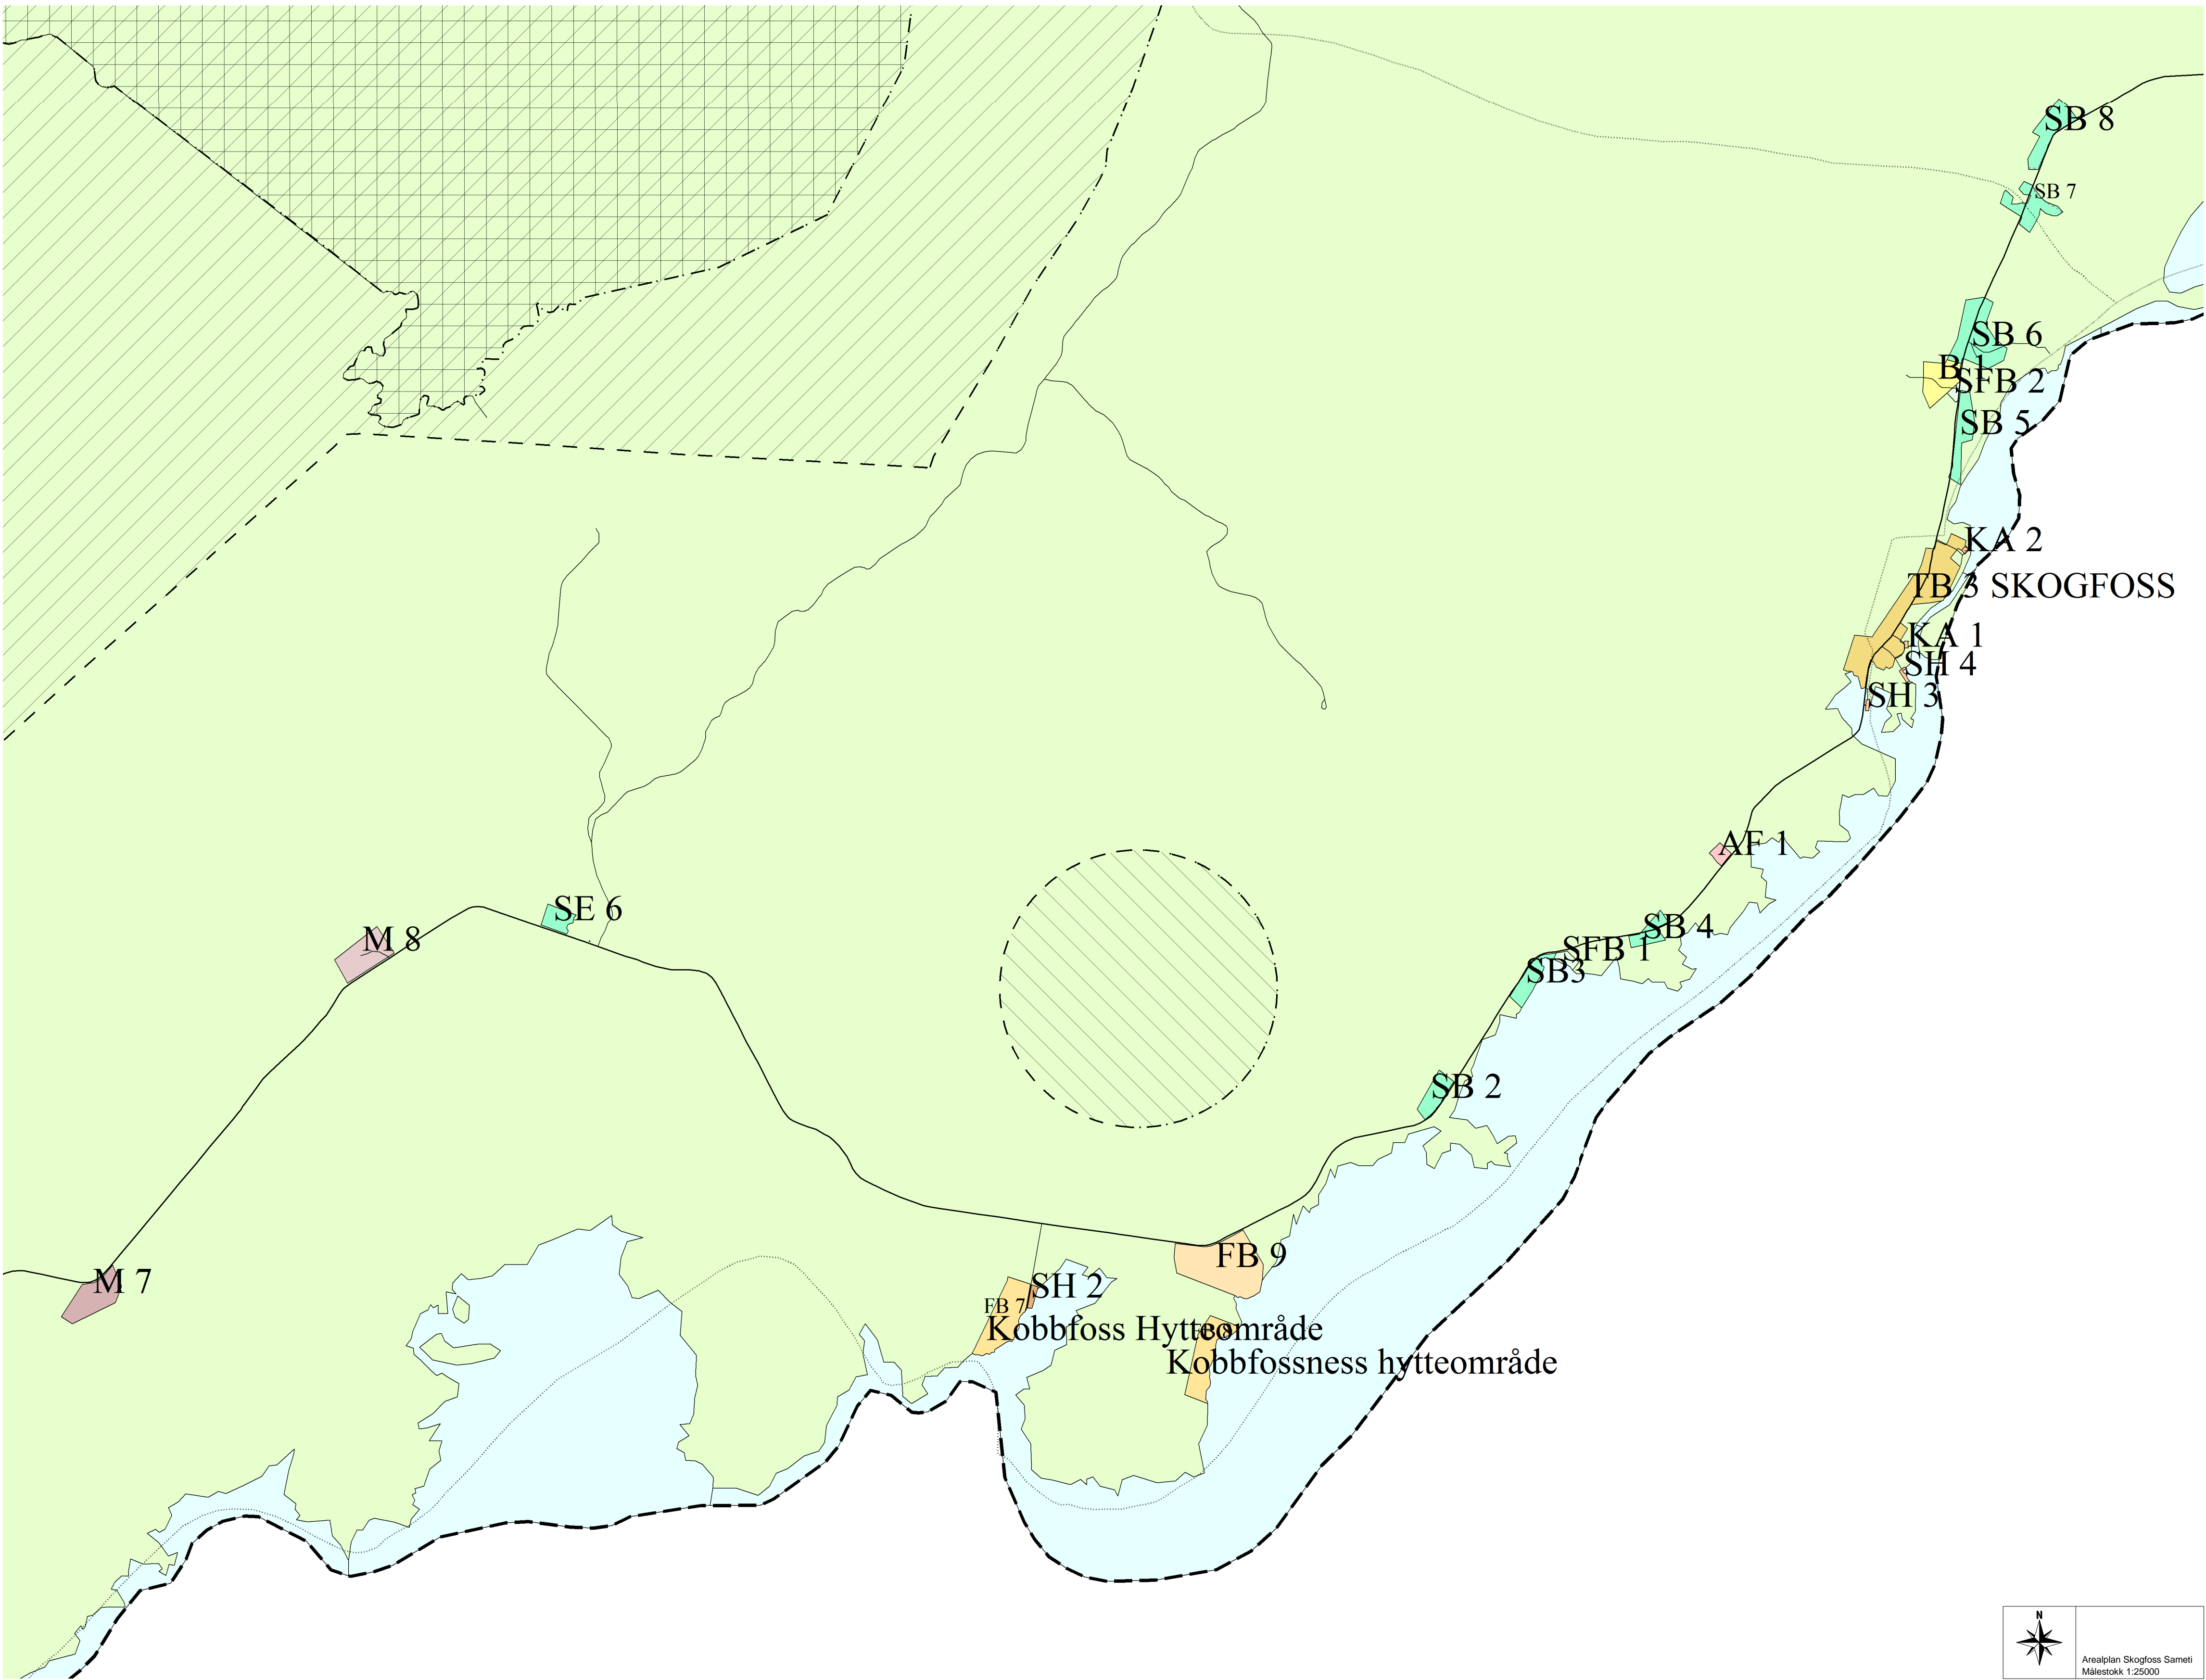 SB 8
SB 7
SB 6
B 1
SFB 2
SB 5
KA 2
TB 3 SKOGFOSS
KA 1
SH 4
SH 3
AF 1
SE 6
SB 4
M 8
SFB 1
SB3
SB 2
FB 9
M 7
SH 2
FB 7
Kobbfoss Hytteområde
FB 8
Kobbfossness hytteområde
N
Arealplan Skogfoss Sameti
Målestokk 1:25000